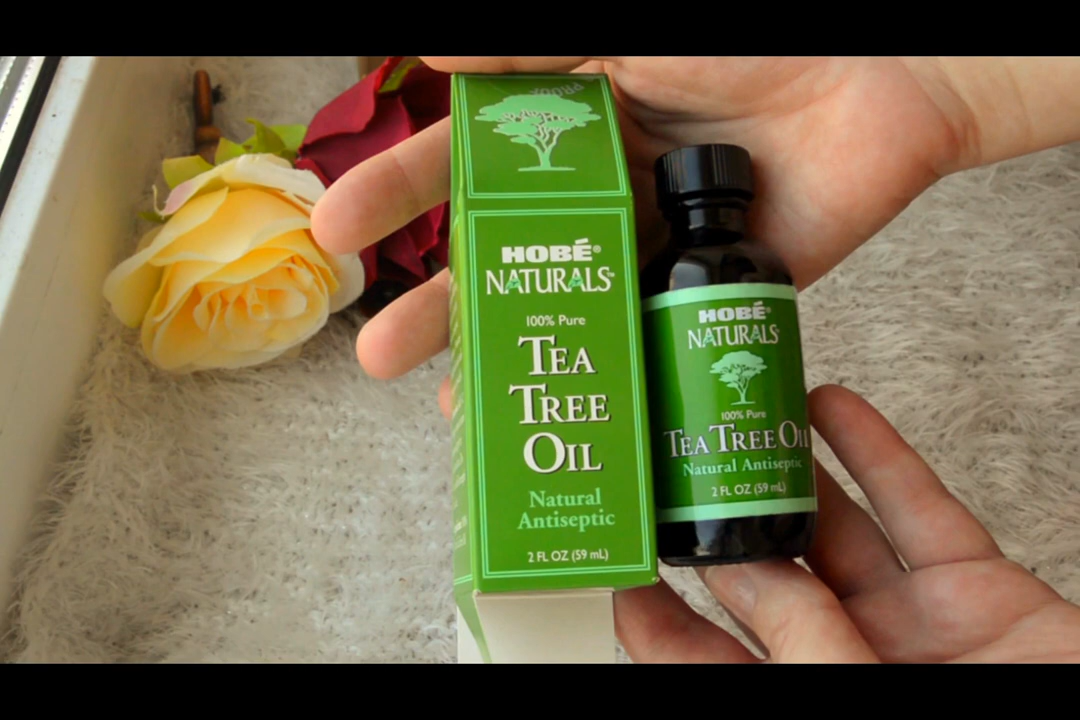 HOBÉ®
NATURALS™
100% Pure
TEA
TREE
OIL
Natural
Antiseptic
2 FL OZ (59 mL)
HOBÉ®
NATURALS
100% Pure
TEA TREE OIL
Natural Antiseptic
2 FL OZ (59 mL)